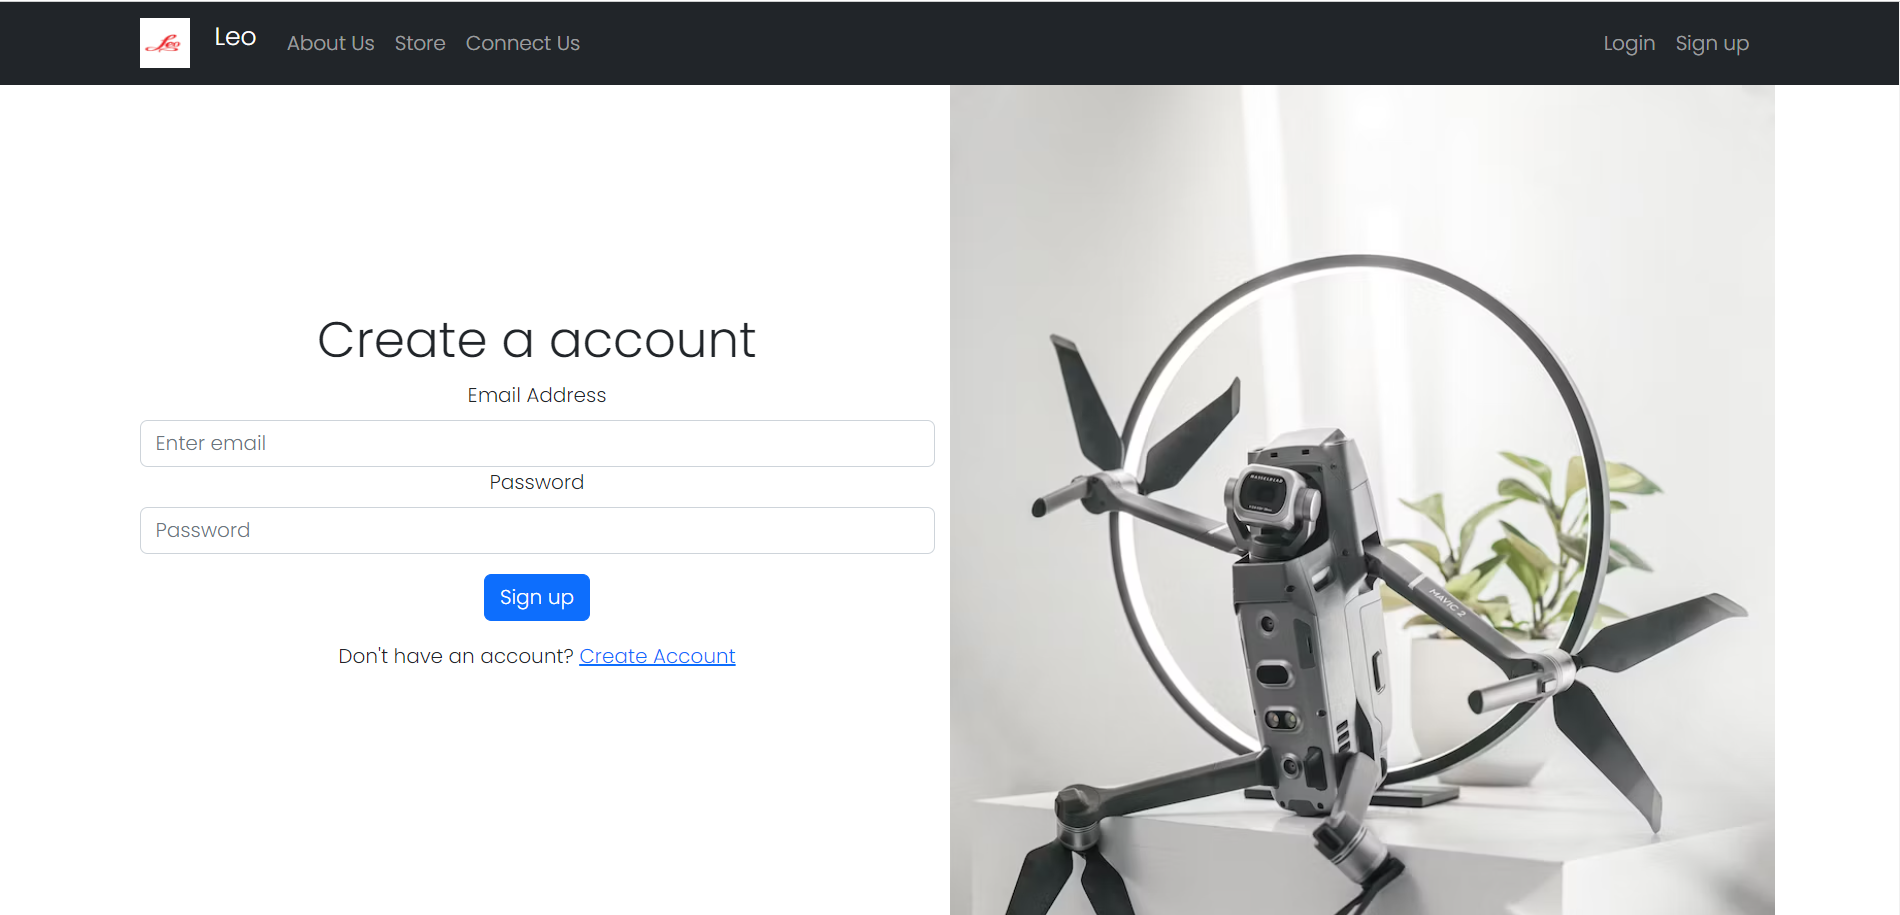 Leo Leo About Us Store Connect Us Login Sign up
Create a account
Email Address
Enter email
Password
Password
Sign up
Don't have an account? Create Account
HASSELBLAD
MAVIC 2